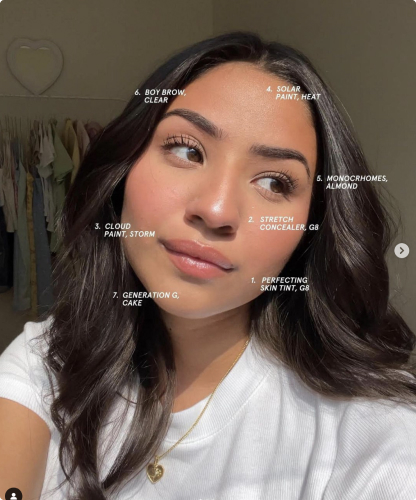 6. BOY BROW,
CLEAR
4. SOLAR
PAINT, HEAT
5. MONOCRHOMES,
ALMOND
2. STRETCH
CONCEALER, G8
3. CLOUD
PAINT, STORM
1. PERFECTING
SKIN TINT, G8
7. GENERATION G,
CAKE